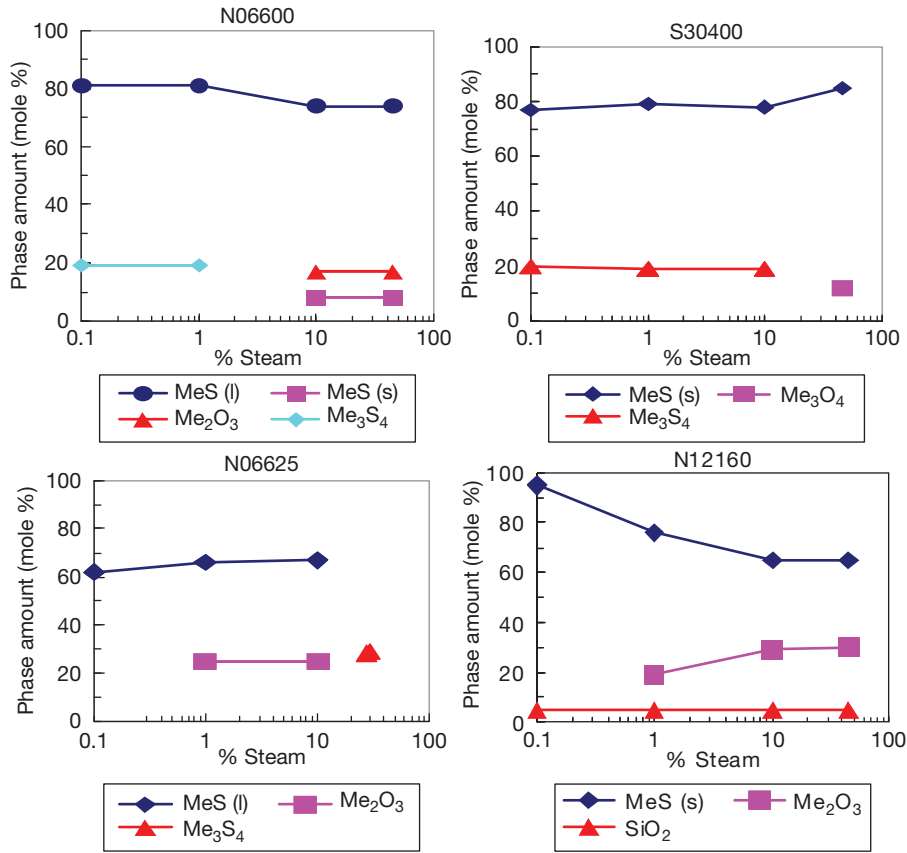 N06600
Phase amount (mole %)
100
80
60
40
20
0
0.1 1 10 100
% Steam
MeS (l) MeS (s)
Me₂O₃ Me₃S₄
S30400
Phase amount (mole %)
100
80
60
40
20
0
0.1 1 10 100
% Steam
MeS (s) Me₃O₄
Me₃S₄
N06625
Phase amount (mole %)
100
80
60
40
20
0
0.1 1 10 100
% Steam
MeS (l) Me₂O₃
Me₃S₄
N12160
Phase amount (mole %)
100
80
60
40
20
0
0.1 1 10 100
% Steam
MeS (s) Me₂O₃
SiO₂